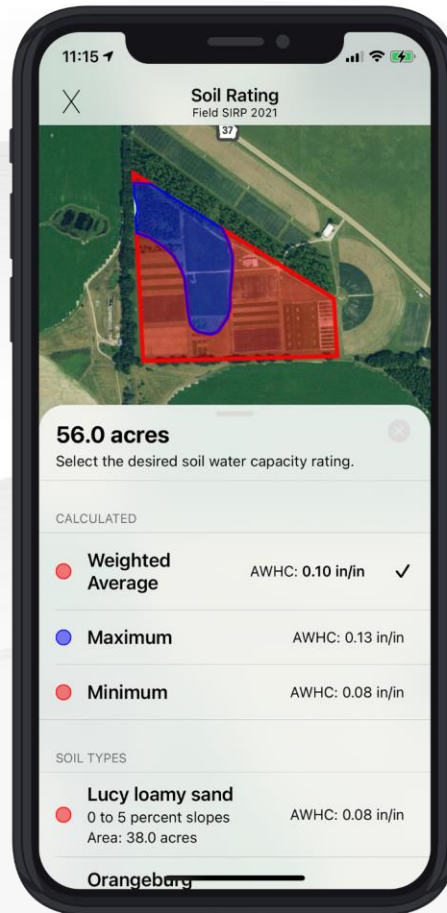 11:15
Soil Rating
Field SIRP 2021
37
56.0 acres
Select the desired soil water capacity rating.
CALCULATED
Weighted
Average
AWHC: 0.10 in/in
Maximum
AWHC: 0.13 in/in
Minimum
AWHC: 0.08 in/in
SOIL TYPES
Lucy loamy sand
0 to 5 percent slopes
AWHC: 0.08 in/in
Area: 38.0 acres
Orangeburg